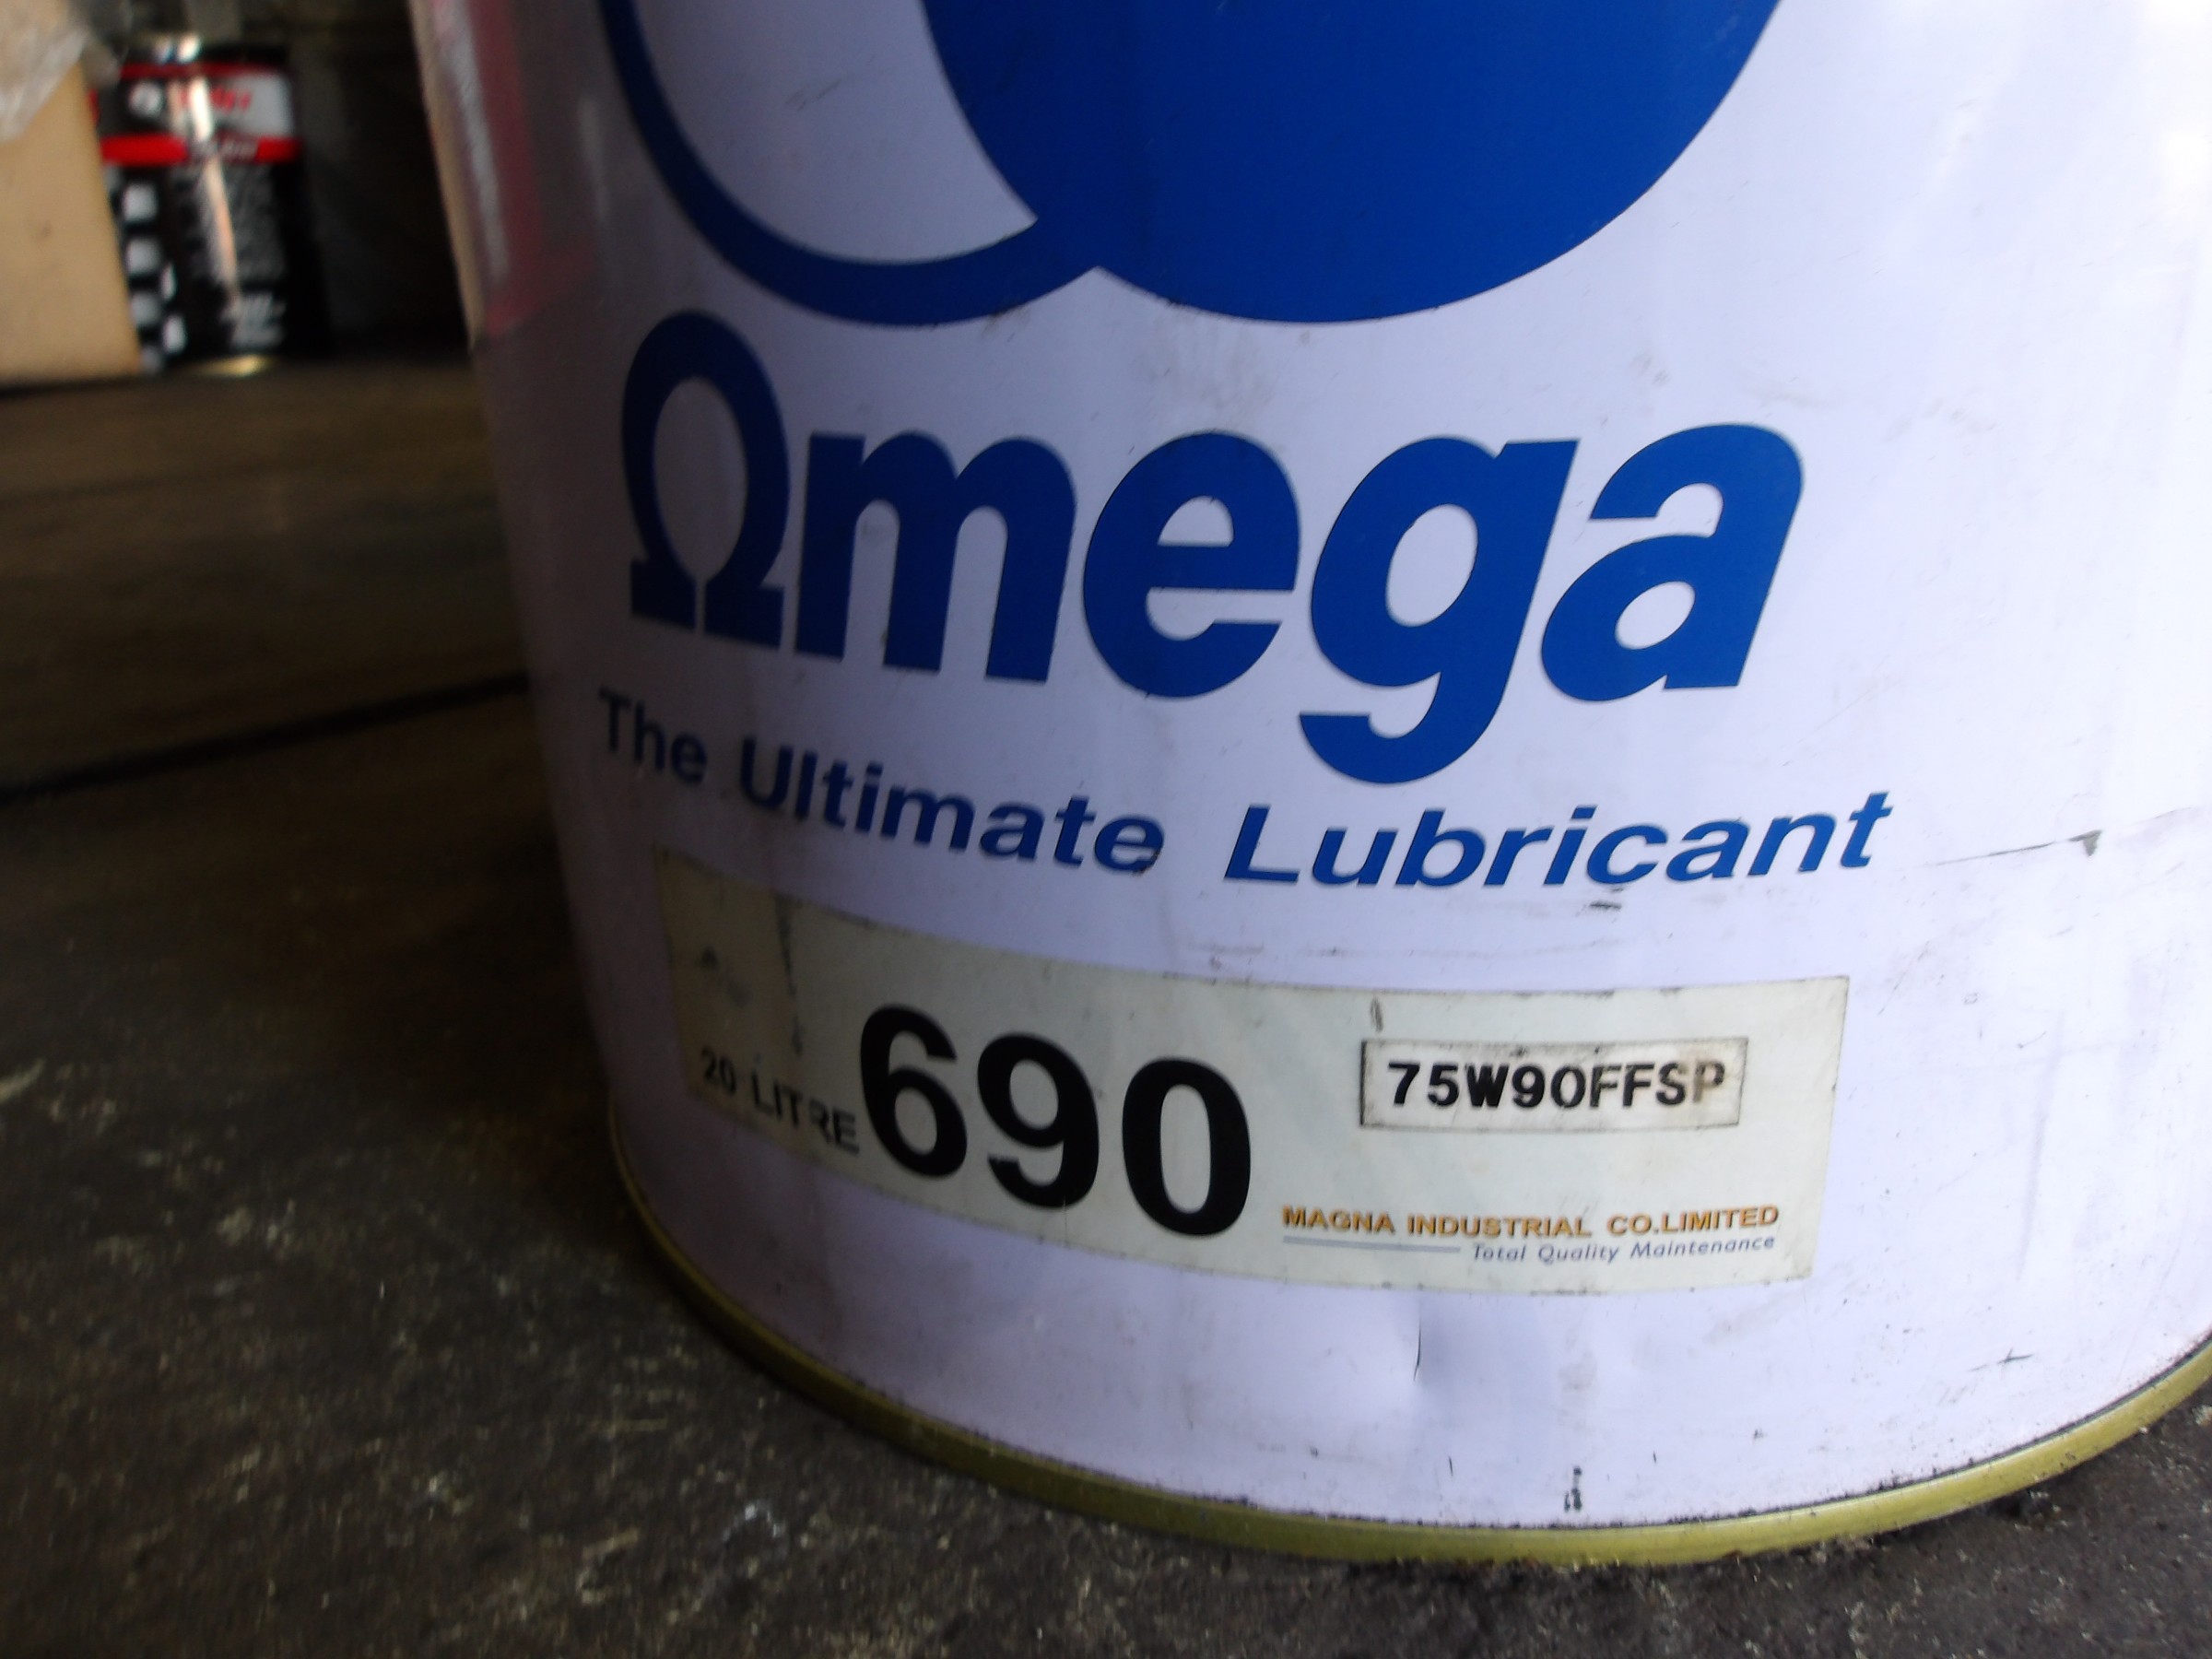 Ωmega
The Ultimate Lubricant
20 LITRE 690 75W90FFSP
MAGNA INDUSTRIAL CO.LIMITED
Total Quality Maintenance